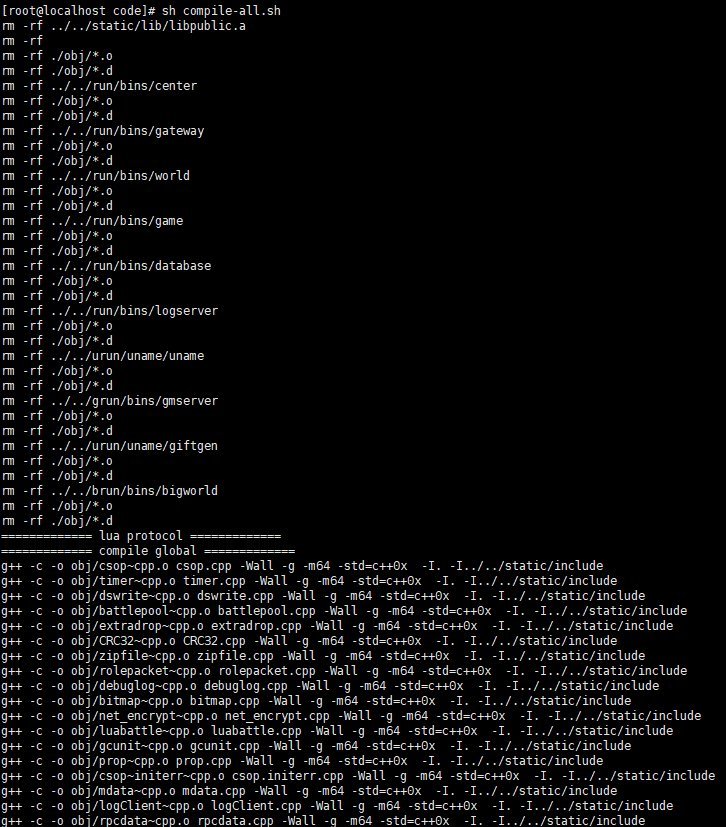 [root@localhost code]# sh compile-all.sh
rm -rf ../../static/lib/libpublic.a
rm -rf
rm -rf ./obj/*.o
rm -rf ./obj/*.d
rm -rf ../../run/bins/center
rm -rf ./obj/*.o
rm -rf ./obj/*.d
rm -rf ../../run/bins/gateway
rm -rf ./obj/*.o
rm -rf ./obj/*.d
rm -rf ../../run/bins/world
rm -rf ./obj/*.o
rm -rf ./obj/*.d
rm -rf ../../run/bins/game
rm -rf ./obj/*.o
rm -rf ./obj/*.d
rm -rf ../../run/bins/database
rm -rf ./obj/*.o
rm -rf ./obj/*.d
rm -rf ../../run/bins/logserver
rm -rf ./obj/*.o
rm -rf ./obj/*.d
rm -rf ../../urun/uname/uname
rm -rf ./obj/*.o
rm -rf ./obj/*.d
rm -rf ../../grun/bins/gmserver
rm -rf ./obj/*.o
rm -rf ./obj/*.d
rm -rf ../../urun/uname/giftgen
rm -rf ./obj/*.o
rm -rf ./obj/*.d
rm -rf ../../brun/bins/bigworld
rm -rf ./obj/*.o
rm -rf ./obj/*.d
============= lua protocol =============
============= compile global =============
g++ -c -o obj/csop~cpp.o csop.cpp -Wall -g -m64 -std=c++0x  -I. -I../../static/include
g++ -c -o obj/timer~cpp.o timer.cpp -Wall -g -m64 -std=c++0x  -I. -I../../static/include
g++ -c -o obj/dswrite~cpp.o dswrite.cpp -Wall -g -m64 -std=c++0x  -I. -I../../static/include
g++ -c -o obj/battlepool~cpp.o battlepool.cpp -Wall -g -m64 -std=c++0x  -I. -I../../static/include
g++ -c -o obj/extradrop~cpp.o extradrop.cpp -Wall -g -m64 -std=c++0x  -I. -I../../static/include
g++ -c -o obj/CRC32~cpp.o CRC32.cpp -Wall -g -m64 -std=c++0x  -I. -I../../static/include
g++ -c -o obj/zipfile~cpp.o zipfile.cpp -Wall -g -m64 -std=c++0x  -I. -I../../static/include
g++ -c -o obj/rolepacket~cpp.o rolepacket.cpp -Wall -g -m64 -std=c++0x  -I. -I../../static/include
g++ -c -o obj/debuglog~cpp.o debuglog.cpp -Wall -g -m64 -std=c++0x  -I. -I../../static/include
g++ -c -o obj/bitmap~cpp.o bitmap.cpp -Wall -g -m64 -std=c++0x  -I. -I../../static/include
g++ -c -o obj/net_encrypt~cpp.o net_encrypt.cpp -Wall -g -m64 -std=c++0x  -I. -I../../static/include
g++ -c -o obj/luabattle~cpp.o luabattle.cpp -Wall -g -m64 -std=c++0x  -I. -I../../static/include
g++ -c -o obj/gcunit~cpp.o gcunit.cpp -Wall -g -m64 -std=c++0x  -I. -I../../static/include
g++ -c -o obj/prop~cpp.o prop.cpp -Wall -g -m64 -std=c++0x  -I. -I../../static/include
g++ -c -o obj/csop~initerr~cpp.o csop.initerr.cpp -Wall -g -m64 -std=c++0x  -I. -I../../static/include
g++ -c -o obj/mdata~cpp.o mdata.cpp -Wall -g -m64 -std=c++0x  -I. -I../../static/include
g++ -c -o obj/logClient~cpp.o logClient.cpp -Wall -g -m64 -std=c++0x  -I. -I../../static/include
g++ -c -o obj/rpcdata~cpp.o rpcdata.cpp -Wall -g -m64 -std=c++0x  -I. -I../../static/include